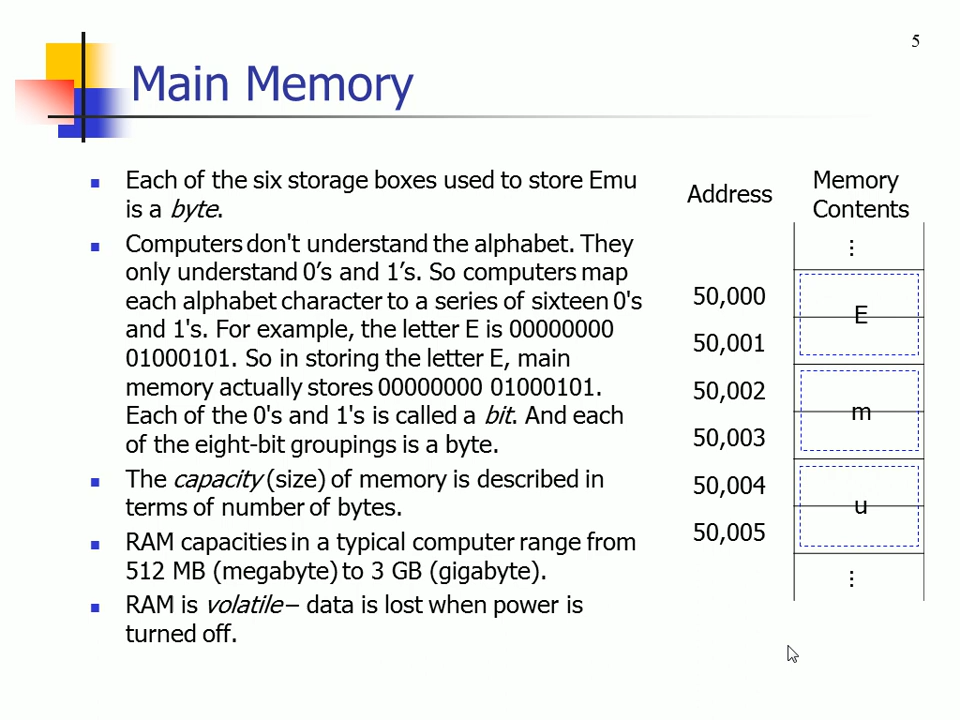 5
Main Memory
Each of the six storage boxes used to store Emu
is a byte.
Computers don't understand the alphabet. They
only understand 0’s and 1’s. So computers map
each alphabet character to a series of sixteen 0's
and 1's. For example, the letter E is 00000000
01000101. So in storing the letter E, main
memory actually stores 00000000 01000101.
Each of the 0's and 1's is called a bit. And each
of the eight-bit groupings is a byte.
The capacity (size) of memory is described in
terms of number of bytes.
RAM capacities in a typical computer range from
512 MB (megabyte) to 3 GB (gigabyte).
RAM is volatile – data is lost when power is
turned off.
Address
Memory
Contents
⋮
50,000
E
50,001
50,002
m
50,003
50,004
u
50,005
⋮